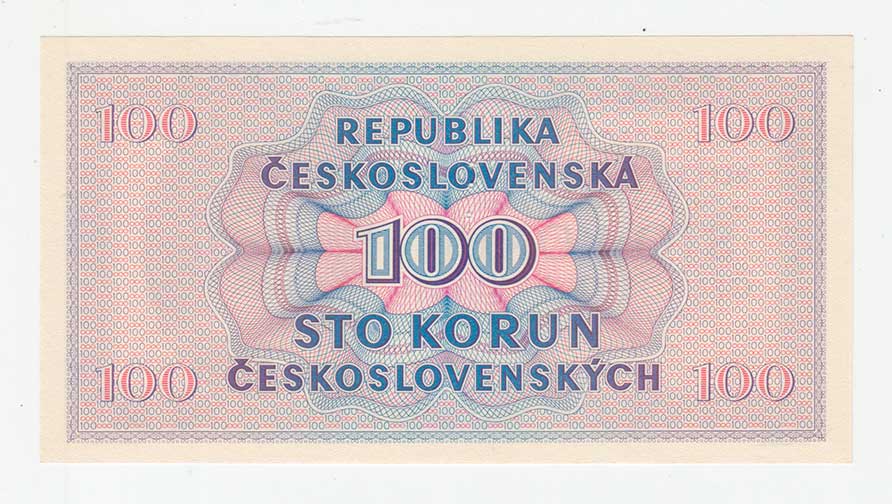 100 100
REPUBLIKA
ČESKOSLOVENSKÁ
100
STO KORUN
ČESKOSLOVENSKÝCH
100 100